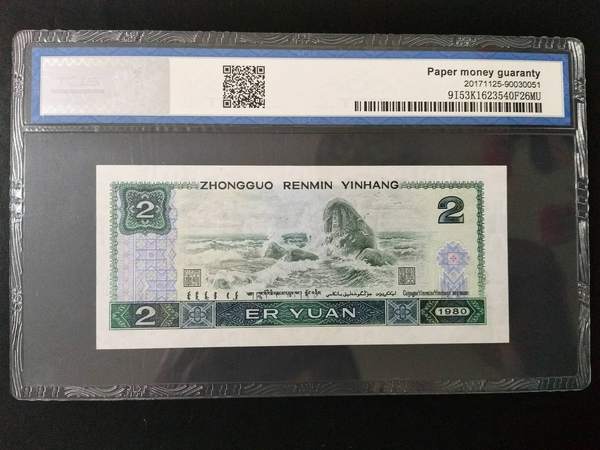 Paper money guaranty
20171125-90030051
9I53K1623540F26MU
ZHONGGUO RENMIN YINHANG
2 2
2 ER YUAN 1980